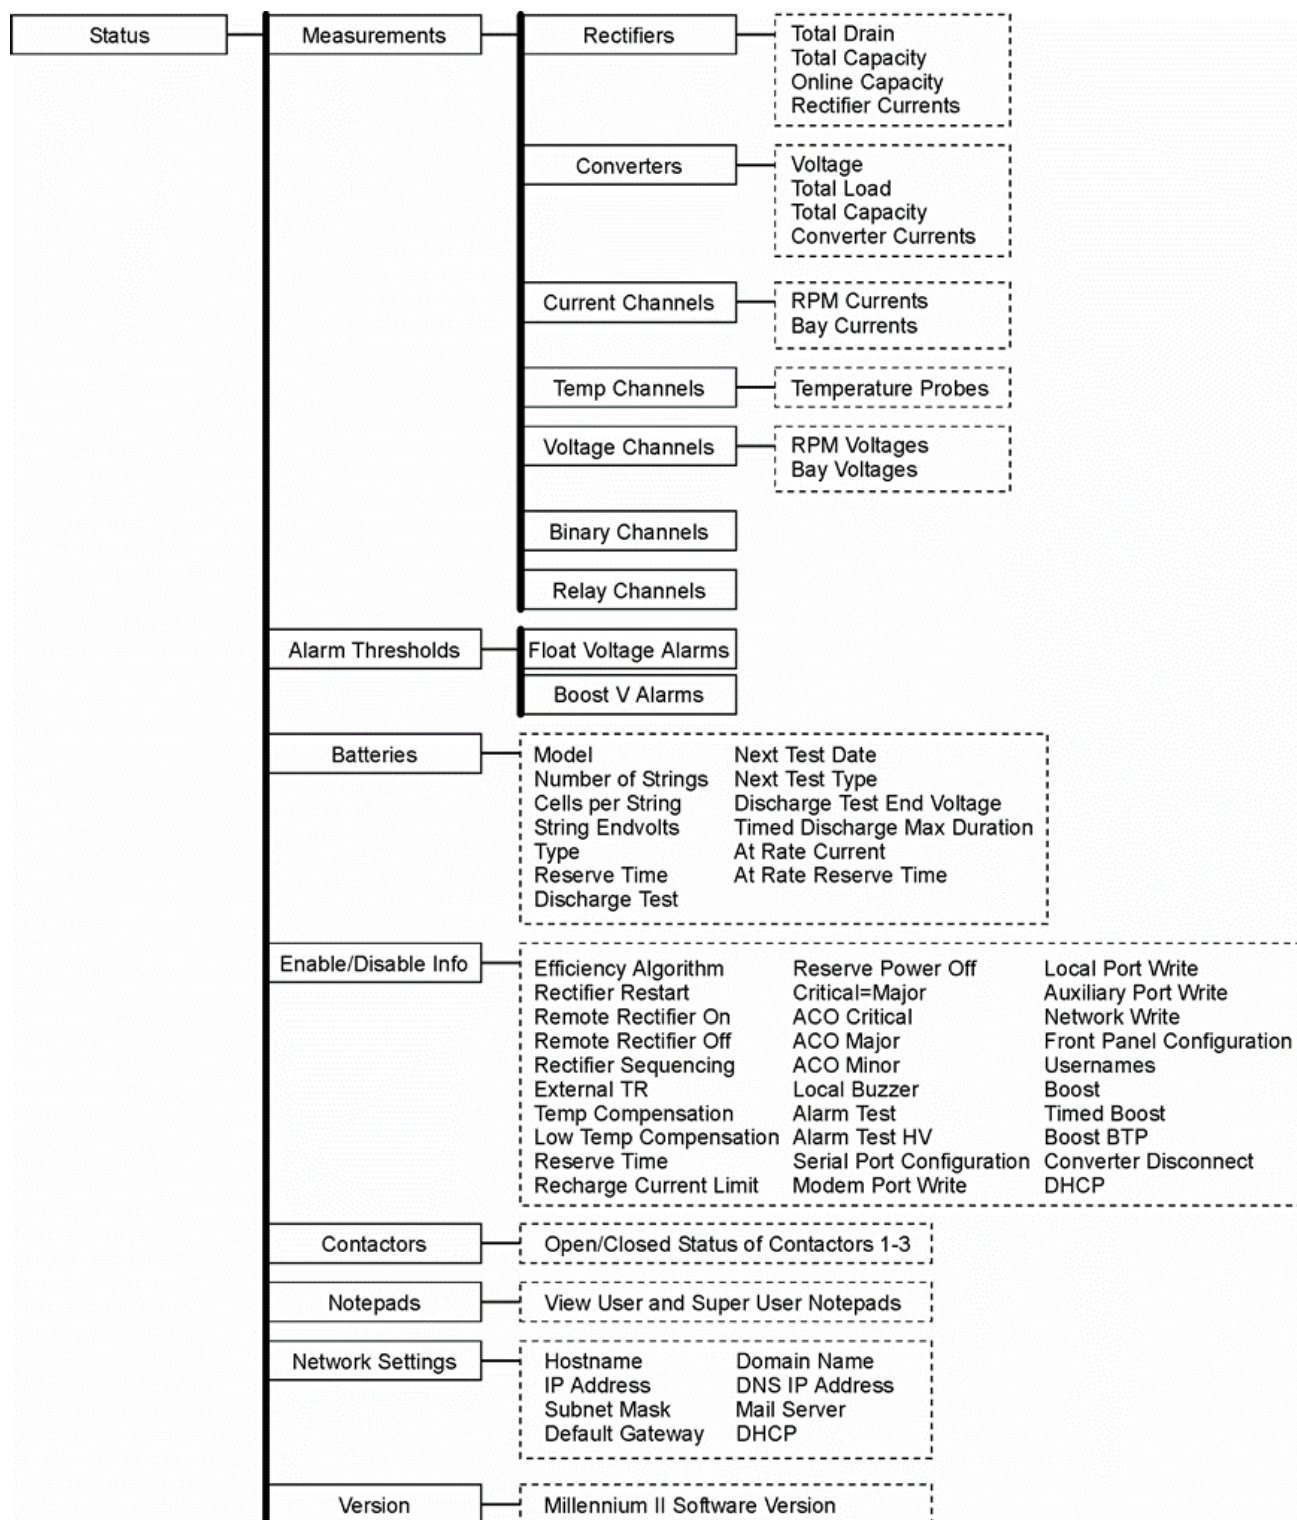 Status
Measurements
Rectifiers
Total Drain
Total Capacity
Online Capacity
Rectifier Currents
Converters
Voltage
Total Load
Total Capacity
Converter Currents
Current Channels
RPM Currents
Bay Currents
Temp Channels
Temperature Probes
Voltage Channels
RPM Voltages
Bay Voltages
Binary Channels
Relay Channels
Alarm Thresholds
Float Voltage Alarms
Boost V Alarms
Batteries
Model
Number of Strings
Cells per String
String Endvolts
Type
Reserve Time
Discharge Test
Next Test Date
Next Test Type
Discharge Test End Voltage
Timed Discharge Max Duration
At Rate Current
At Rate Reserve Time
Enable/Disable Info
Efficiency Algorithm
Rectifier Restart
Remote Rectifier On
Remote Rectifier Off
Rectifier Sequencing
External TR
Temp Compensation
Low Temp Compensation
Reserve Time
Recharge Current Limit
Reserve Power Off
Critical=Major
ACO Critical
ACO Major
ACO Minor
Local Buzzer
Alarm Test
Alarm Test HV
Serial Port Configuration
Modem Port Write
Local Port Write
Auxiliary Port Write
Network Write
Front Panel Configuration
Usernames
Boost
Timed Boost
Boost BTP
Converter Disconnect
DHCP
Contactors
Open/Closed Status of Contactors 1-3
Notepads
View User and Super User Notepads
Network Settings
Hostname
IP Address
Subnet Mask
Default Gateway
Domain Name
DNS IP Address
Mail Server
DHCP
Version
Millennium II Software Version